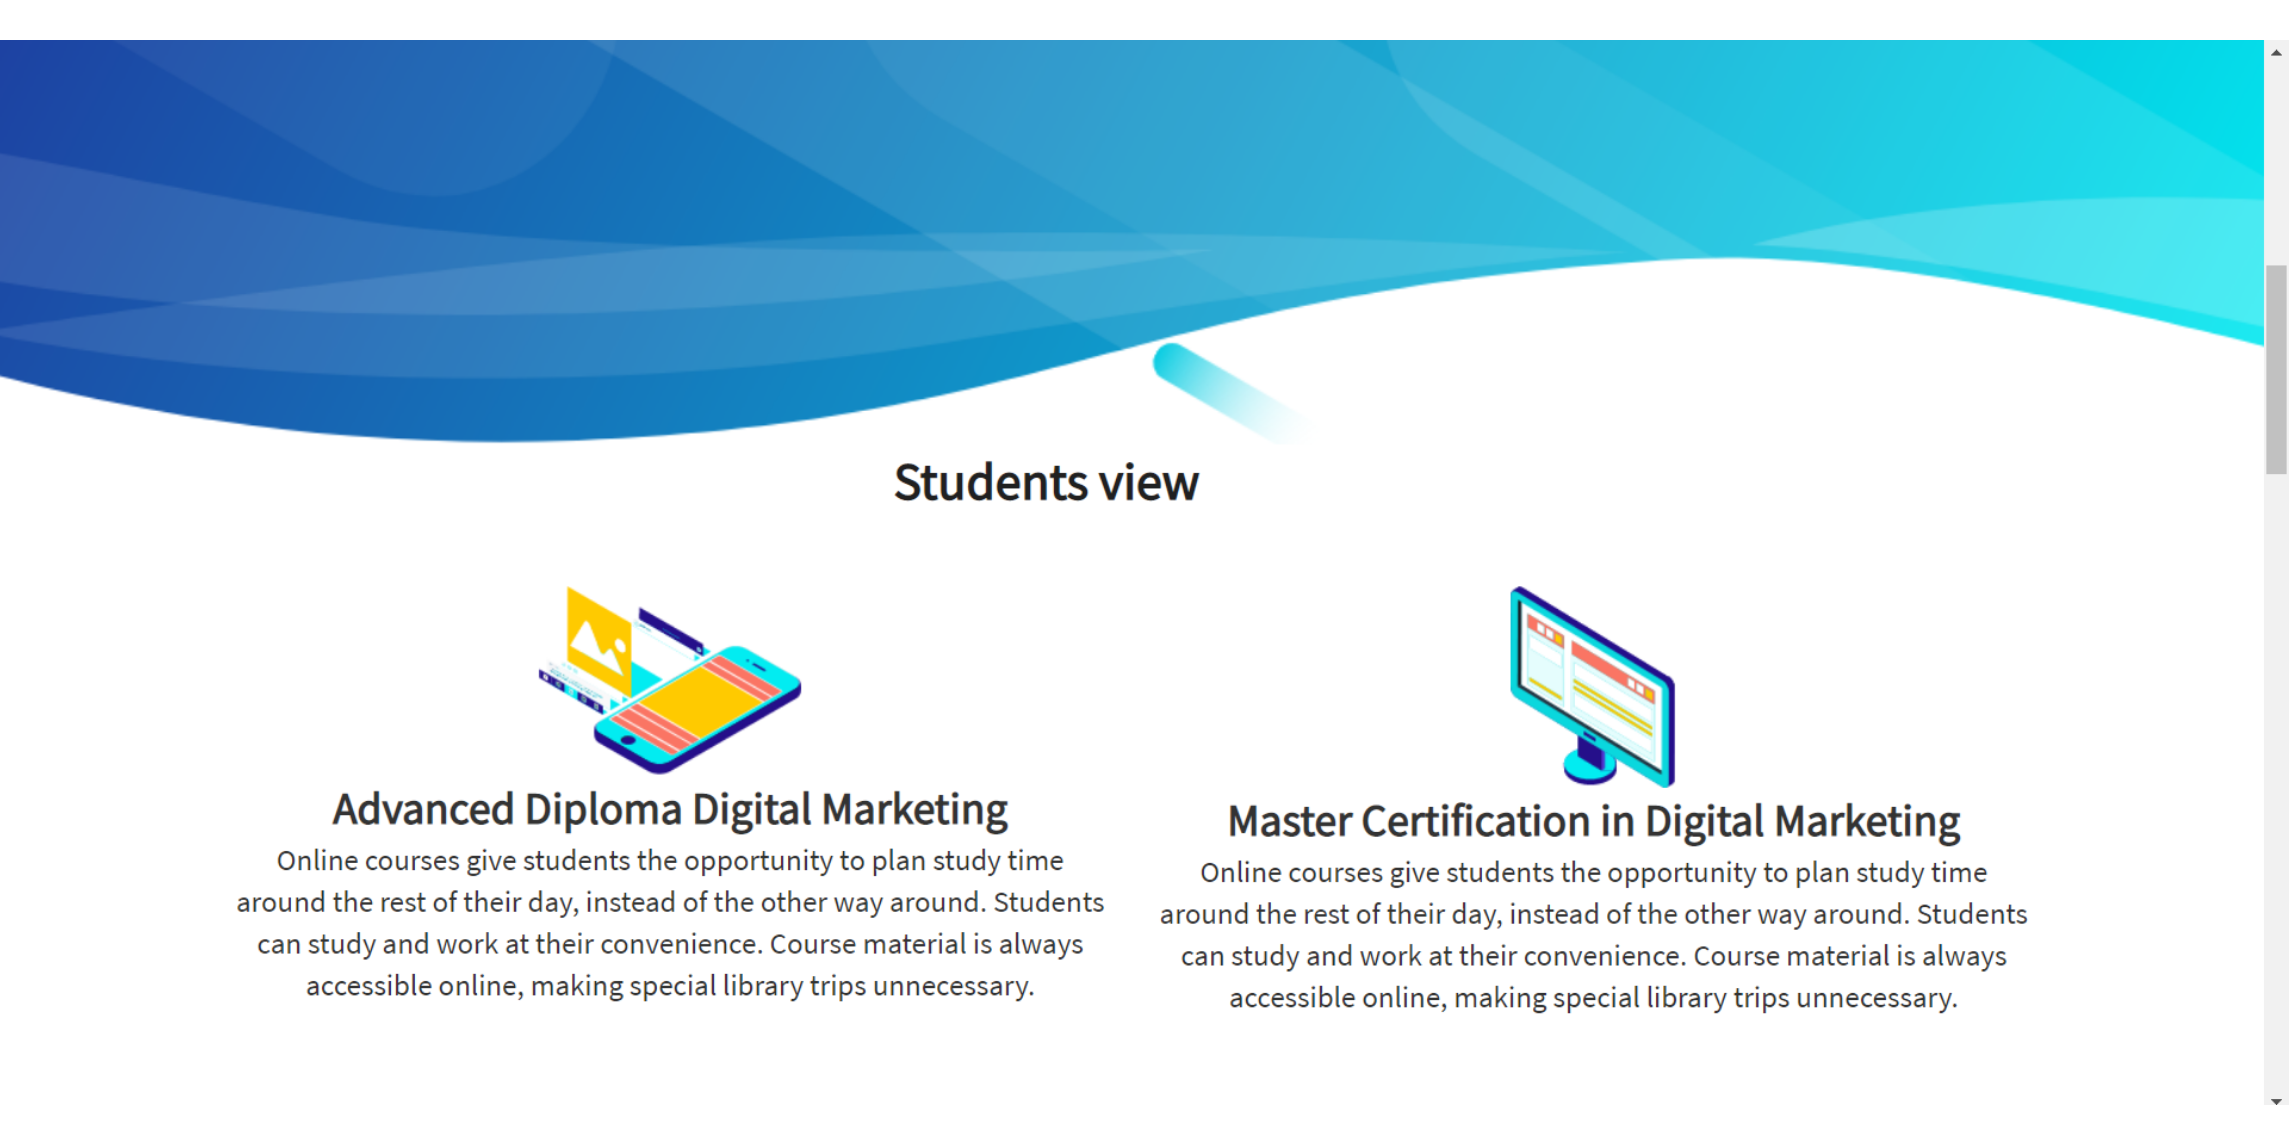 Students view
Advanced Diploma Digital Marketing
Online courses give students the opportunity to plan study time
around the rest of their day, instead of the other way around. Students
can study and work at their convenience. Course material is always
accessible online, making special library trips unnecessary.
Master Certification in Digital Marketing
Online courses give students the opportunity to plan study time
around the rest of their day, instead of the other way around. Students
can study and work at their convenience. Course material is always
accessible online, making special library trips unnecessary.